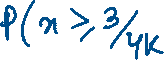 P(x ≥ 3/4K